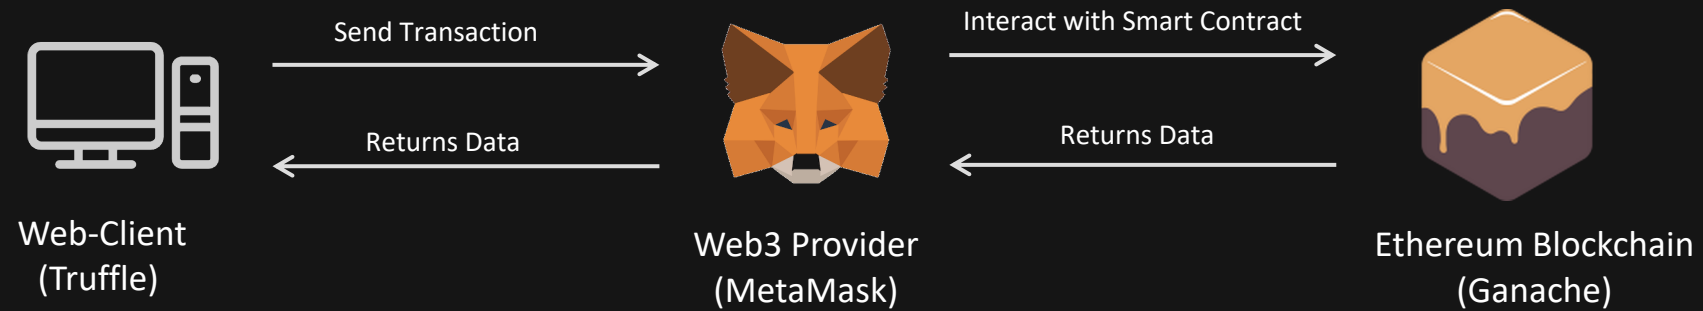 Send Transaction
Interact with Smart Contract
Returns Data
Returns Data
Web-Client
(Truffle)
Web3 Provider
(MetaMask)
Ethereum Blockchain
(Ganache)